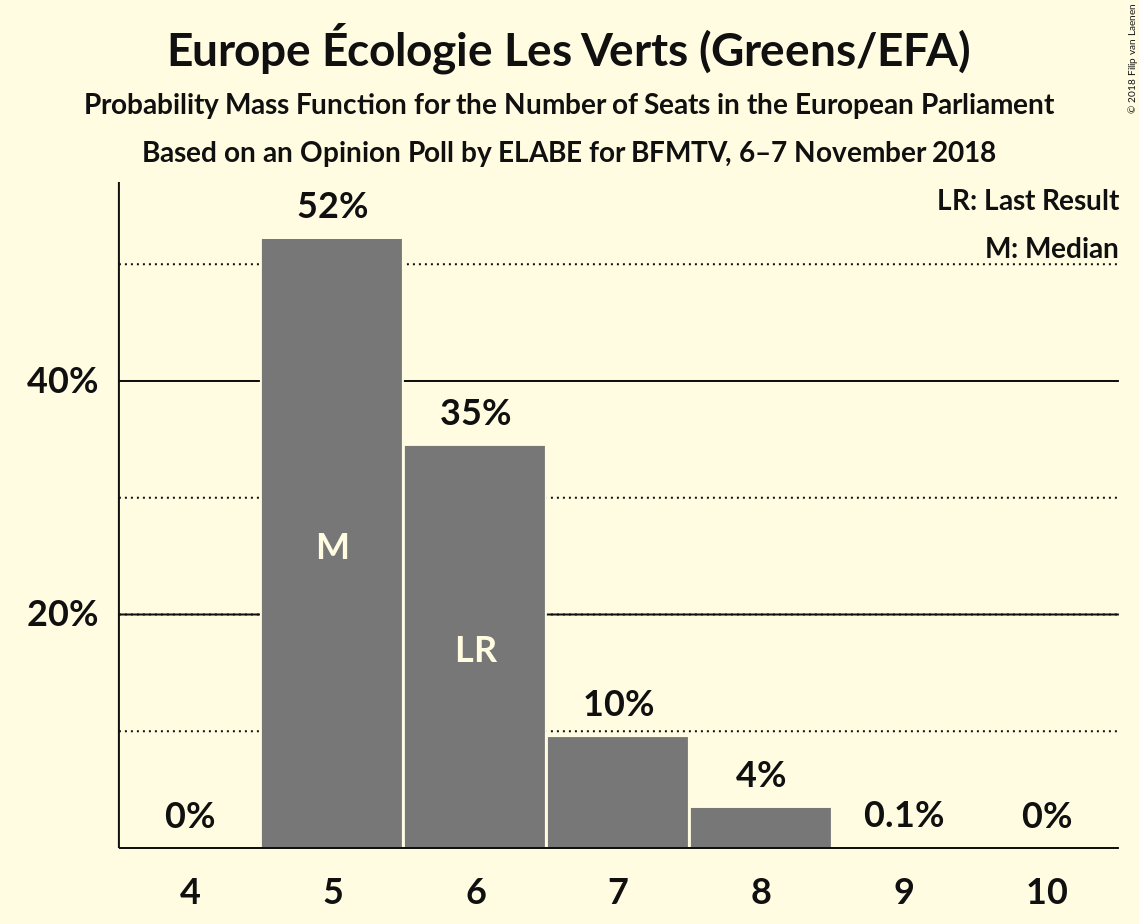 Europe Écologie Les Verts (Greens/EFA)
Probability Mass Function for the Number of Seats in the European Parliament
Based on an Opinion Poll by ELABE for BFMTV, 6–7 November 2018
© 2018 Filip van Laenen
LR: Last Result
M: Median
52%
40%
35%
M
20%
LR
10%
4%
0%
0.1%
0%
4 5 6 7 8 9 10